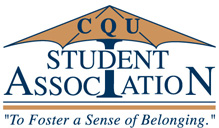 CQU
STUDENT
ASSOCIATION
"To Foster a Sense of Belonging."